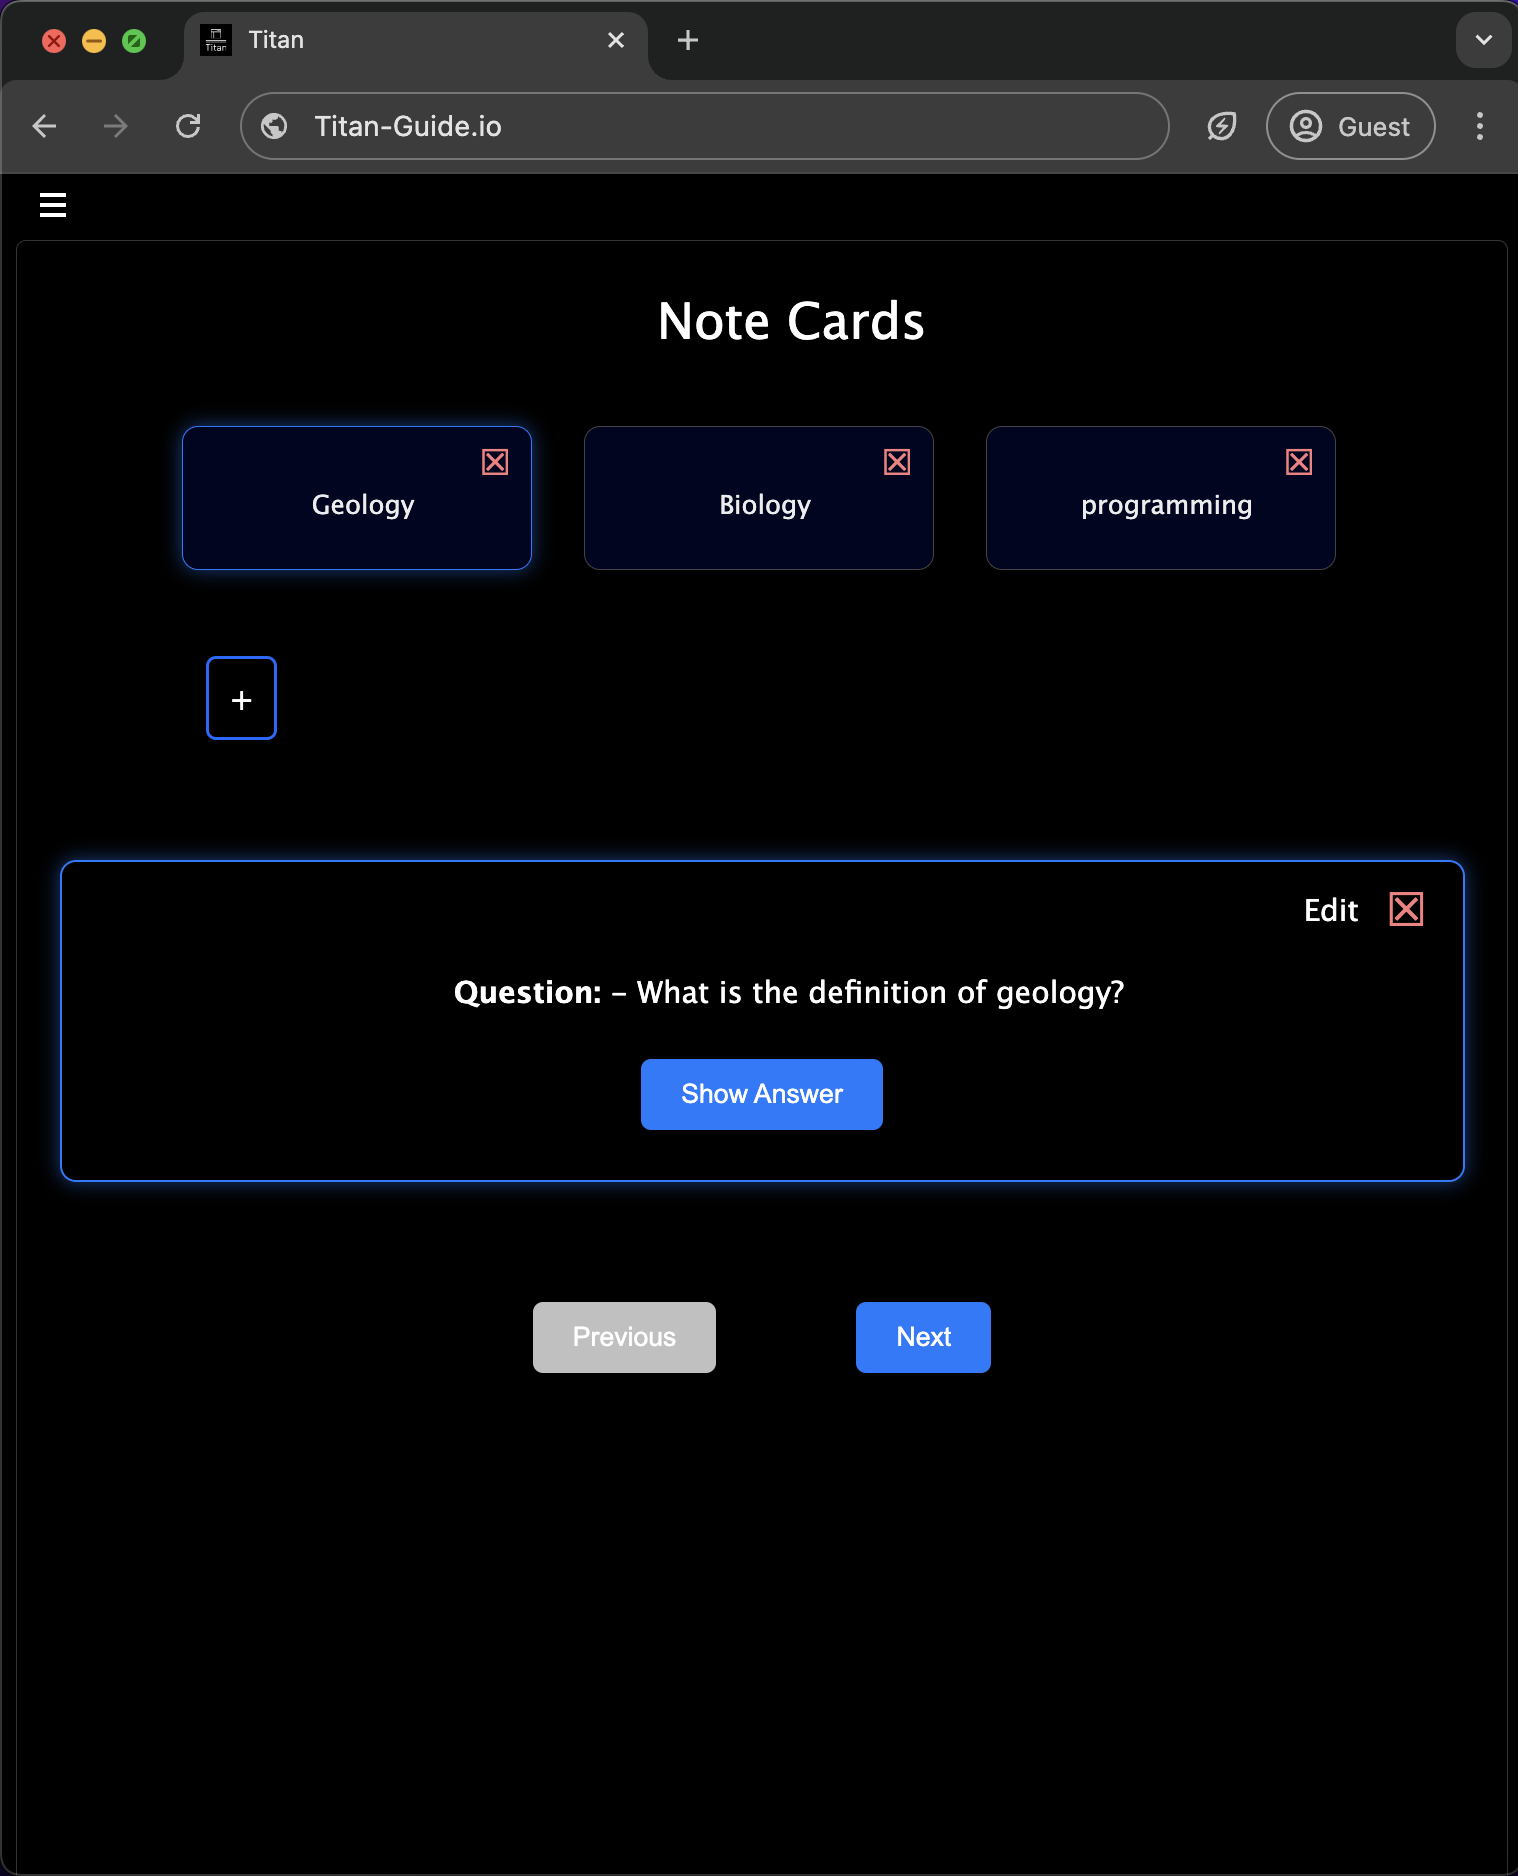 Titan
Titan
Titan-Guide.io
Guest
Note Cards
Geology
Biology
programming
+
Edit
Question: – What is the definition of geology?
Show Answer
Previous
Next